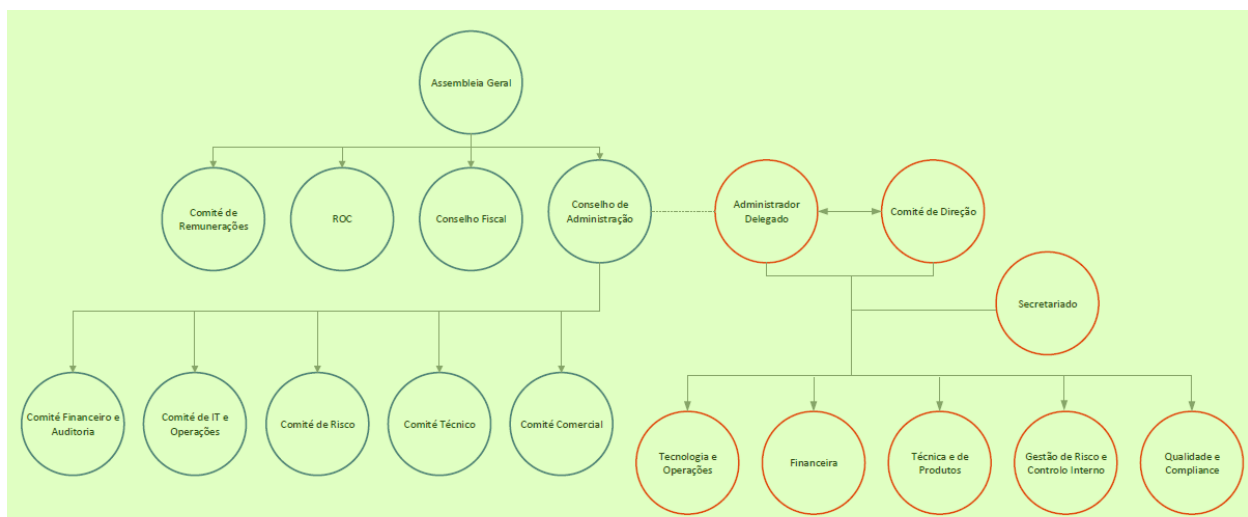 Assembleia Geral
Comité de
Remunerações
ROC
Conselho Fiscal
Conselho de
Administração
Administrador
Delegado
Comité de Direção
Secretariado
Comité Financeiro e
Auditoria
Comité de IT e
Operações
Comité de Risco
Comité Técnico
Comité Comercial
Tecnologia e
Operações
Financeira
Técnica e de
Produtos
Gestão de Risco e
Controlo Interno
Qualidade e
Compliance